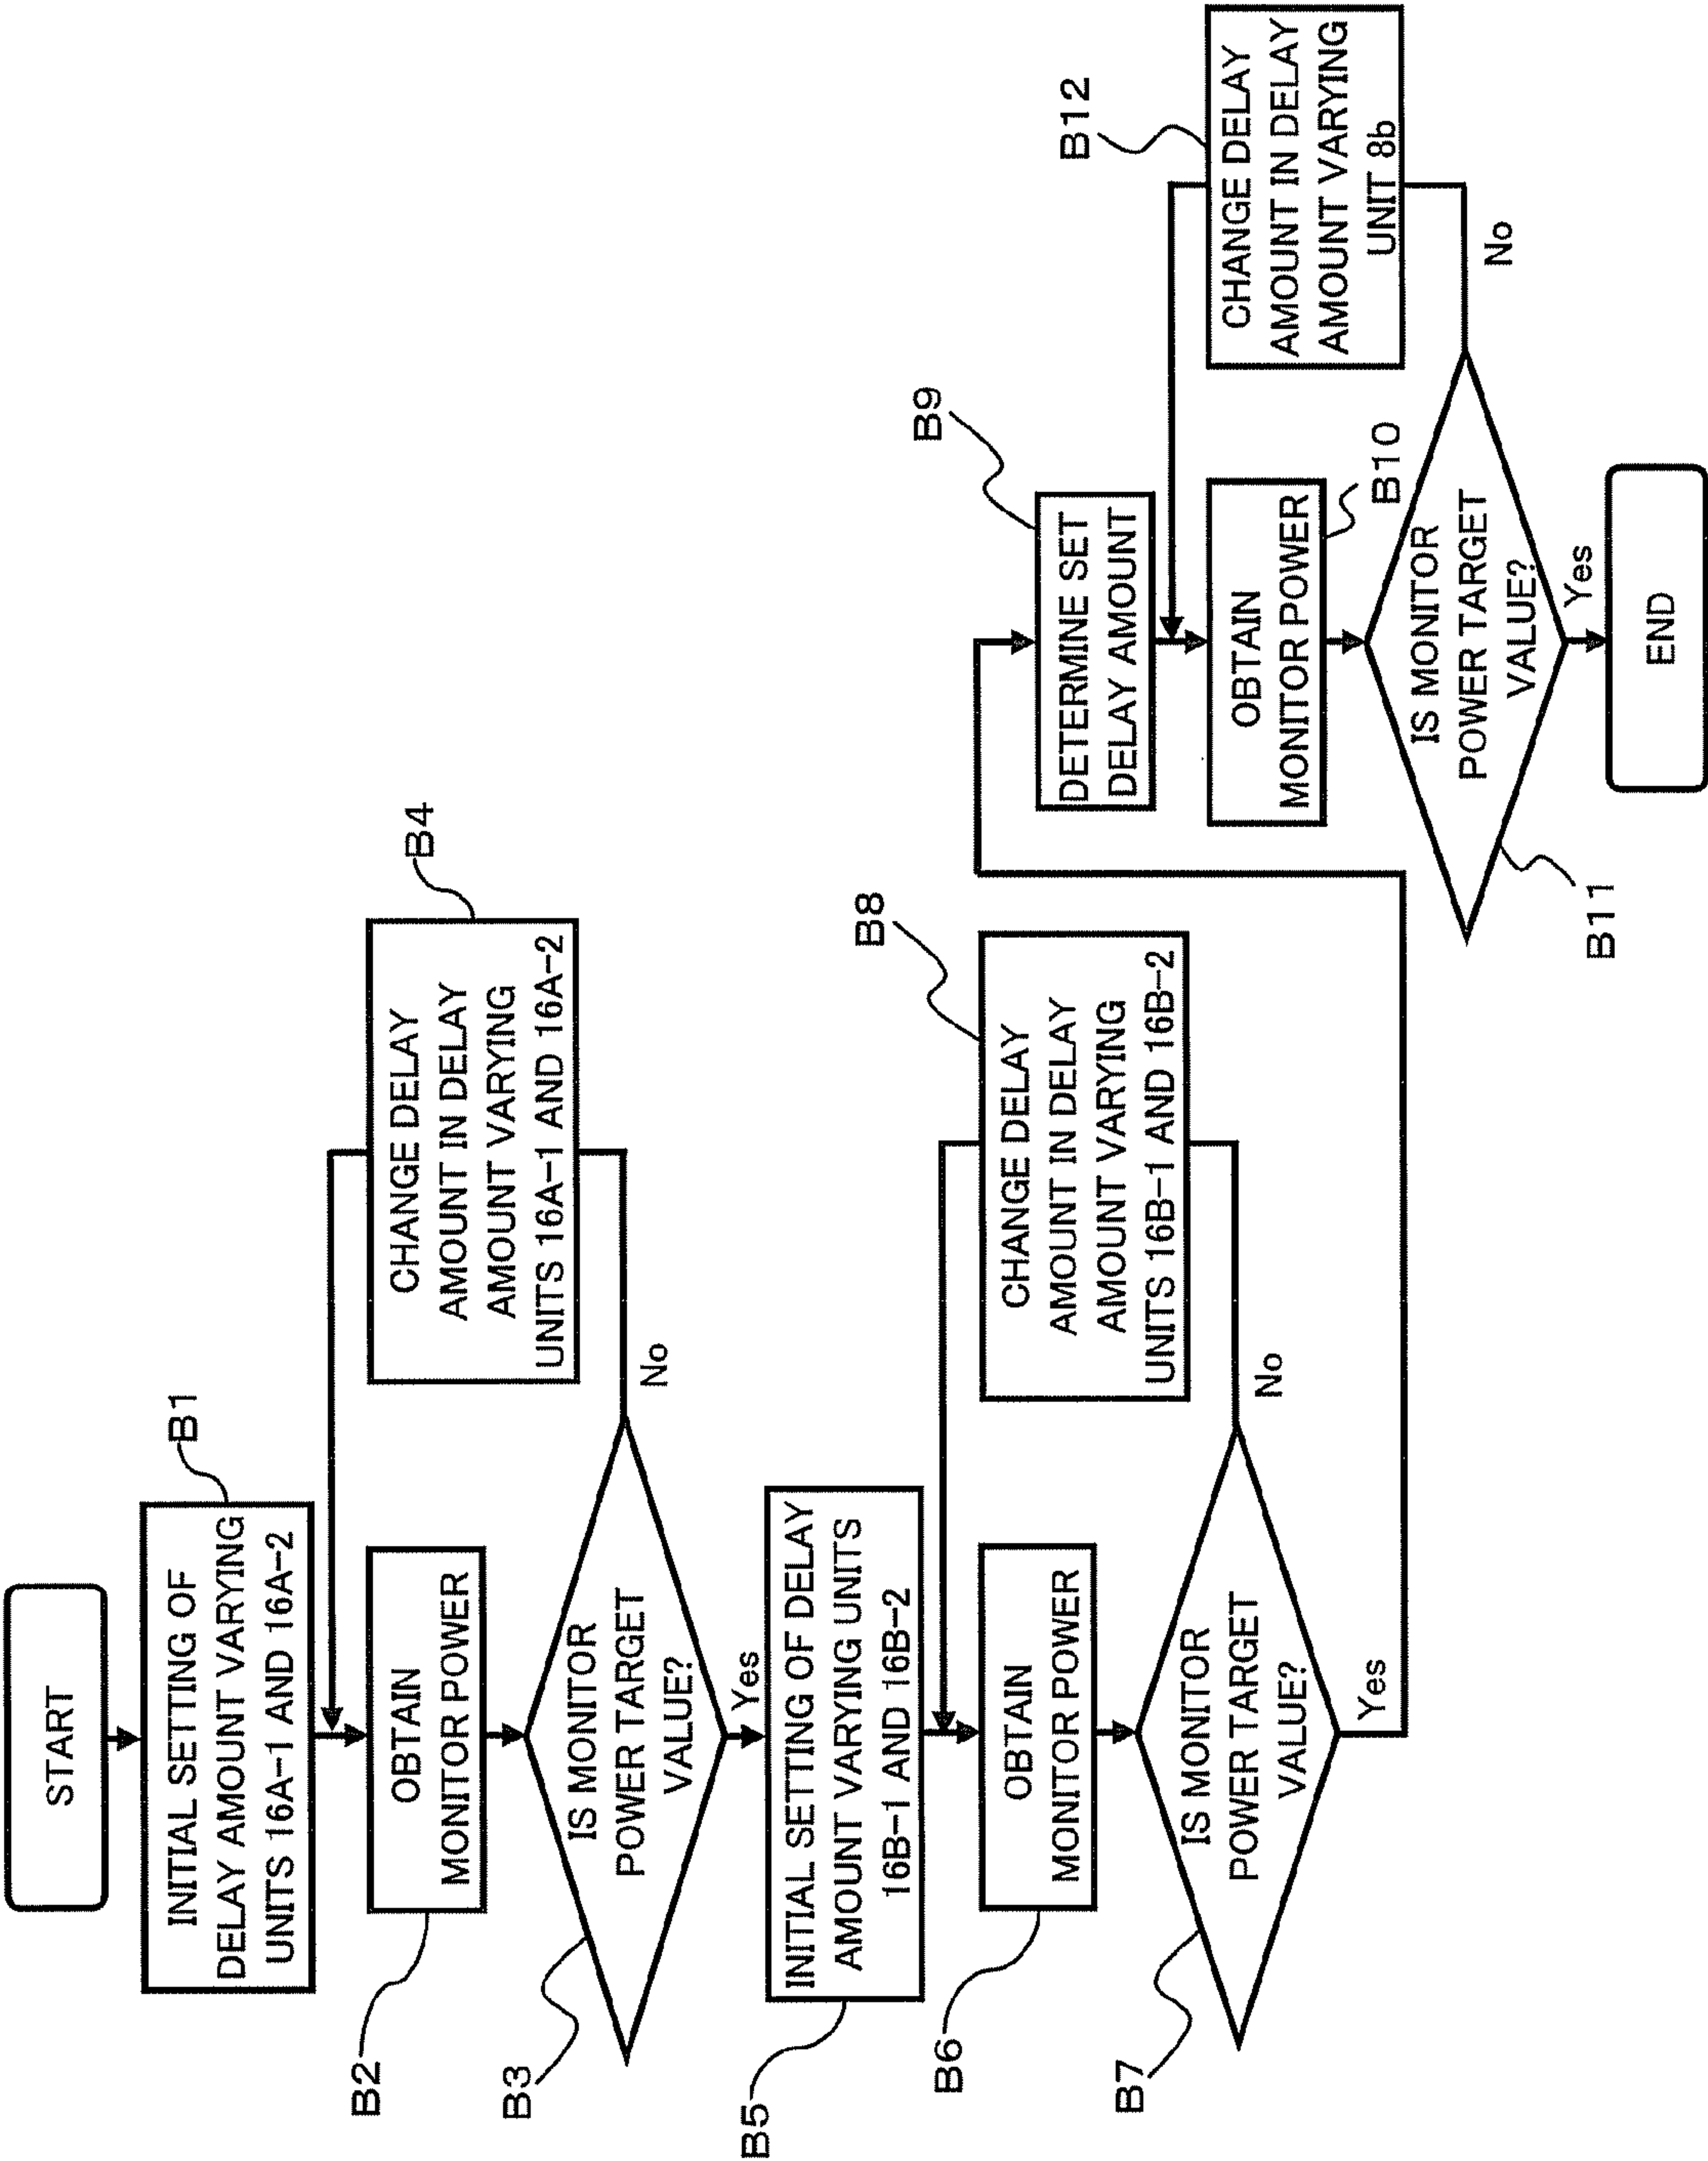 START
B1
INITIAL SETTING OF
DELAY AMOUNT VARYING
UNITS 16A-1 AND 16A-2
B2
OBTAIN
MONITOR POWER
B3
IS MONITOR
POWER TARGET
VALUE?
No
Yes
B4
CHANGE DELAY
AMOUNT IN DELAY
AMOUNT VARYING
UNITS 16A-1 AND 16A-2
B5
INITIAL SETTING OF DELAY
AMOUNT VARYING UNITS
16B-1 AND 16B-2
B6
OBTAIN
MONITOR POWER
B7
IS MONITOR
POWER TARGET
VALUE?
No
Yes
B8
CHANGE DELAY
AMOUNT IN DELAY
AMOUNT VARYING
UNITS 16B-1 AND 16B-2
B9
DETERMINE SET
DELAY AMOUNT
B10
OBTAIN
MONITOR POWER
B11
IS MONITOR
POWER TARGET
VALUE?
No
Yes
B12
CHANGE DELAY
AMOUNT IN DELAY
AMOUNT VARYING
UNIT 8b
END